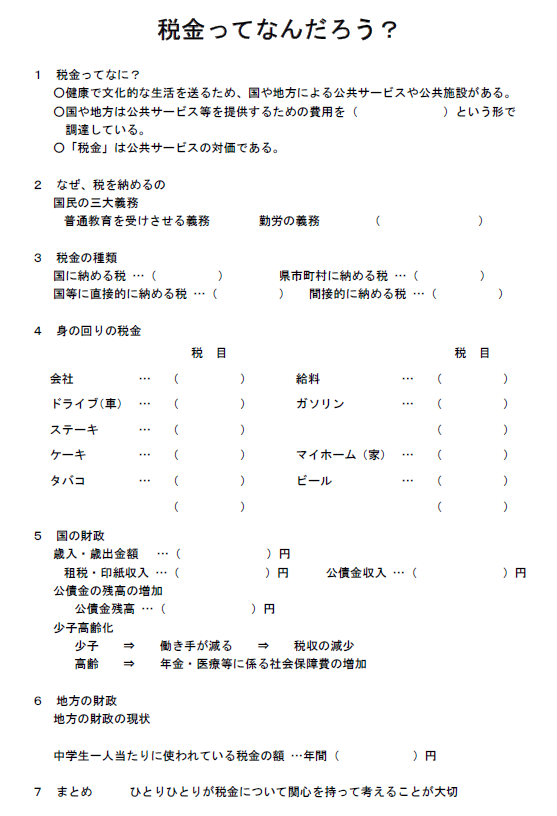 税金ってなんだろう？
１　税金ってなに？
〇健康で文化的な生活を送るため、国や地方による公共サービスや公共施設がある。
〇国や地方は公共サービス等を提供するための費用を（　　　　　　　）という形で
調達している。
〇「税金」は公共サービスの対価である。
２　なぜ、税を納めるの
国民の三大義務
普通教育を受けさせる義務　　　　勤労の義務　　　　（　　　　　　　　）
３　税金の種類
国に納める税 …（　　　　　）　　　　県市町村に納める税 …（　　　　　）
国等に直接的に納める税 …（　　　　　）　　間接的に納める税 …（　　　　　）
４　身の回りの税金
税　目　　　　　　　　　　　　税　目
会社　　　…　（　　　　　）　　　給料　　　…　（　　　　　）
ドライブ（車）　…　（　　　　　）　　　ガソリン　　　…　（　　　　　）
ステーキ　　　…　（　　　　　）　　　　　　　　　　（　　　　　）
ケーキ　　　…　（　　　　　）　　　マイホーム（家）　…　（　　　　　）
タバコ　　　…　（　　　　　）　　　ビール　　　…　（　　　　　）
（　　　　　）　　　　　　　　　　（　　　　　）
５　国の財政
歳入・歳出金額　…（　　　　　　　）円
租税・印紙収入 …（　　　　　　　）円　　　公債金収入 …（　　　　　　　）円
公債金の残高の増加
公債金残高 …（　　　　　　　）円
少子高齢化
少子　　⇒　　働き手が減る　　⇒　　税収の減少
高齢　　⇒　　年金・医療等に係る社会保障費の増加
６　地方の財政
地方の財政の現状
中学生一人当たりに使われている税金の額 …年間（　　　　　　）円
７　まとめ　　　ひとりひとりが税金について関心を持って考えることが大切